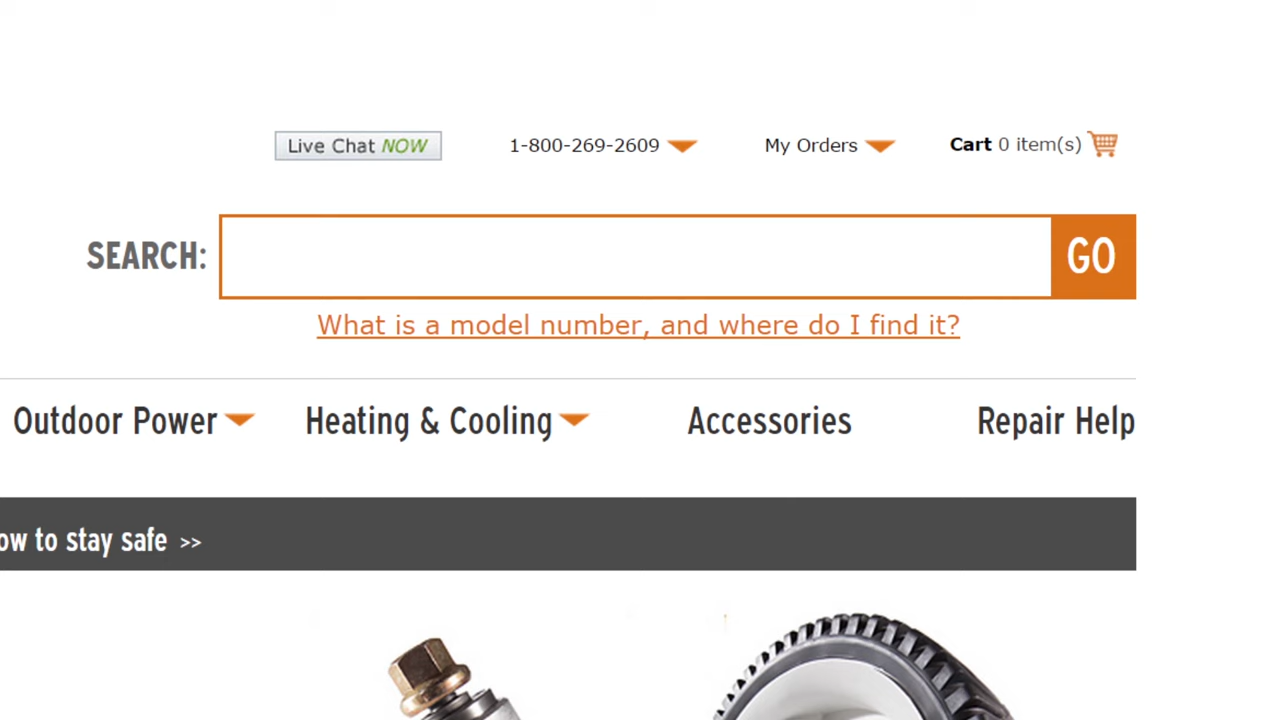 Live Chat NOW
1-800-269-2609
My Orders
Cart 0 item(s)
SEARCH:
GO
What is a model number, and where do I find it?
Outdoor Power
Heating & Cooling
Accessories
Repair Help
to stay safe >>